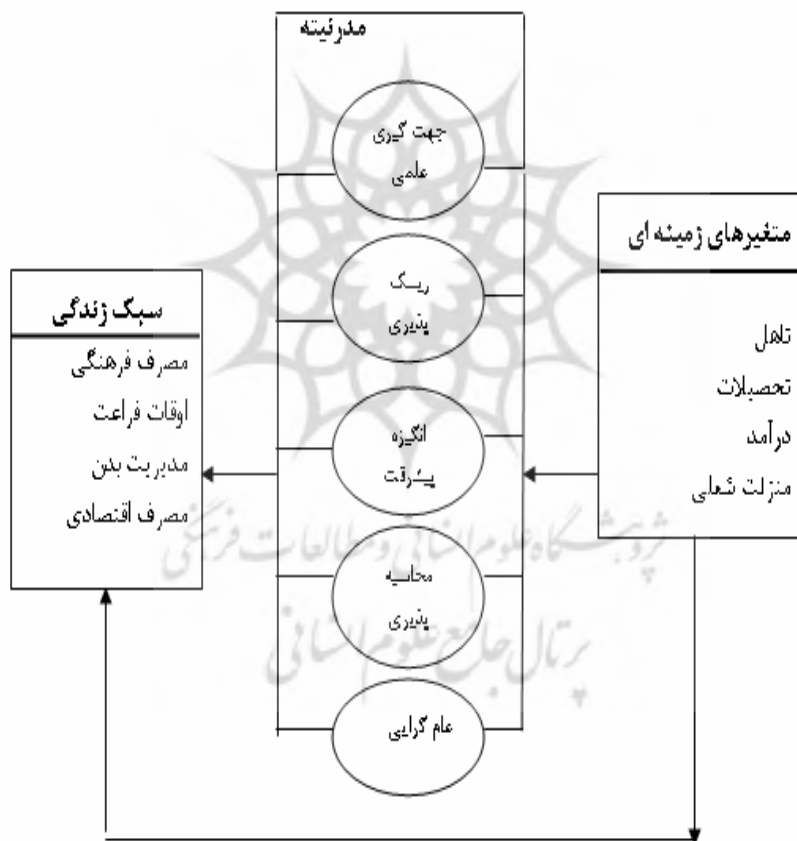 مدرنیته
جهت گیری
علمی
ریسک
پذیری
انگیزه
پیشرفت
محاسبه
پذیری
عام گرایی
متغیرهای زمینه ای
تاهل
تحصیلات
درآمد
منزلت شغلی
سبک زندگی
مصرف فرهنگی
اوقات فراغت
مدیریت بدن
مصرف اقتصادی
پژوهشگاه علوم انسانی و مطالعات فرهنگی
پرتال جامع علوم انسانی